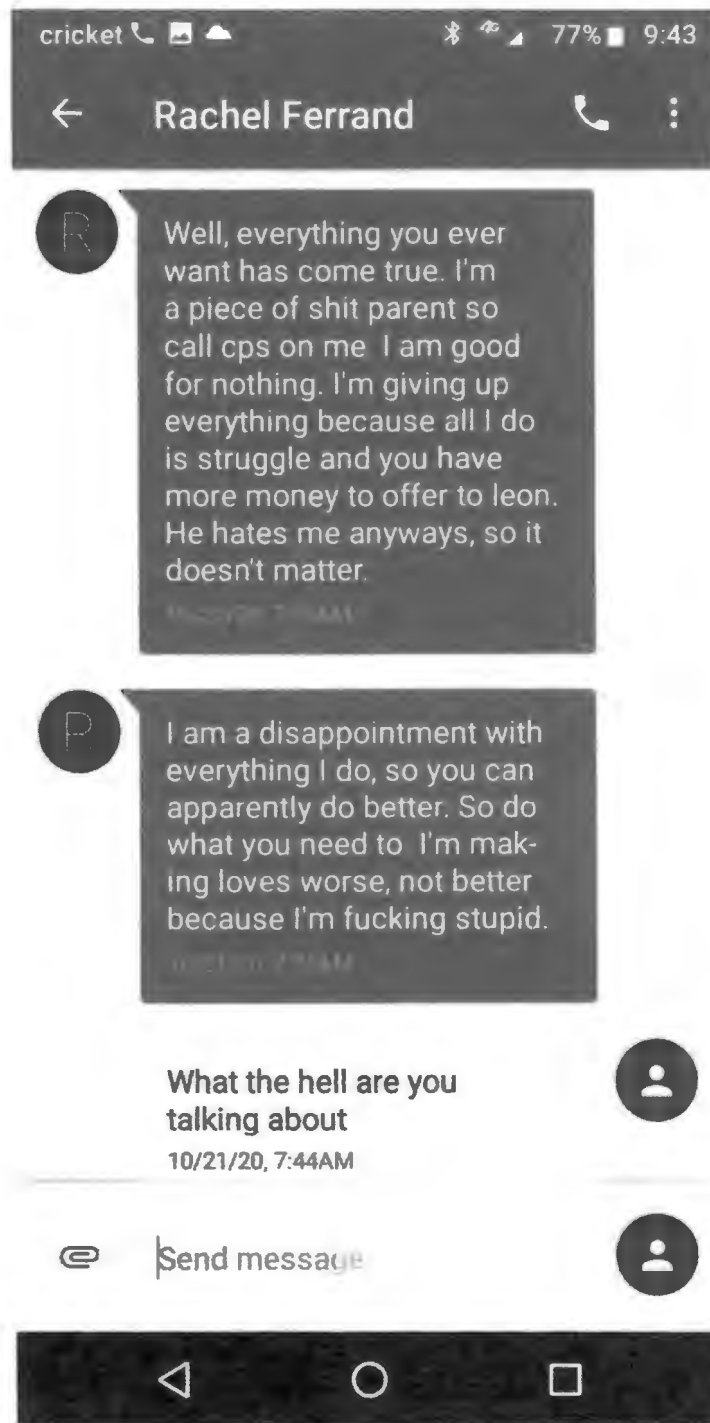 cricket 77% 9:43
Rachel Ferrand
R
Well, everything you ever
want has come true. I'm
a piece of shit parent so
call cps on me I am good
for nothing. I'm giving up
everything because all I do
is struggle and you have
more money to offer to leon.
He hates me anyways, so it
doesn't matter.
P
I am a disappointment with
everything I do, so you can
apparently do better. So do
what you need to I'm mak-
ing loves worse, not better
because I'm fucking stupid.
What the hell are you
talking about
10/21/20, 7:44AM
Send message